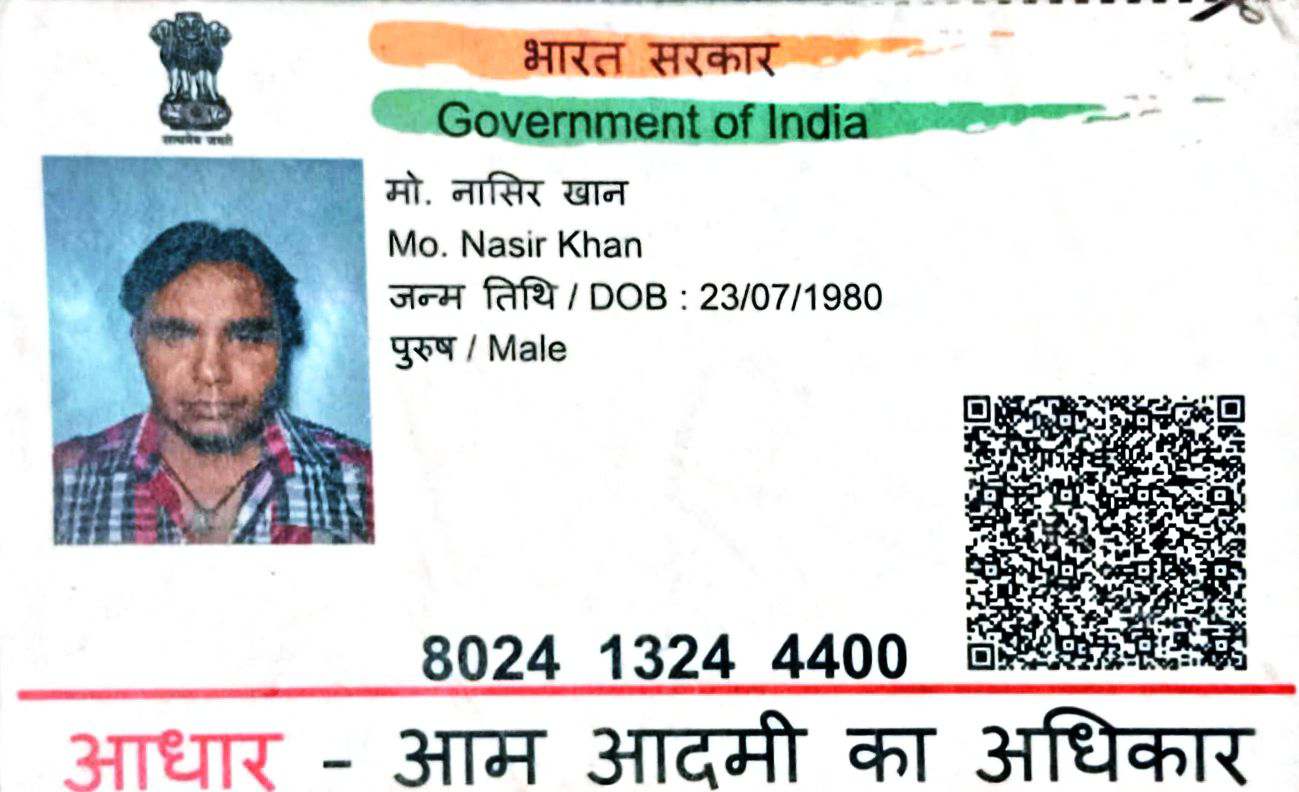 सत्यमेव जयते
भारत सरकार
Government of India
मो. नासिर खान
Mo. Nasir Khan
जन्म तिथि / DOB : 23/07/1980
पुरुष / Male
8024 1324 4400
आधार - आम आदमी का अधिकार